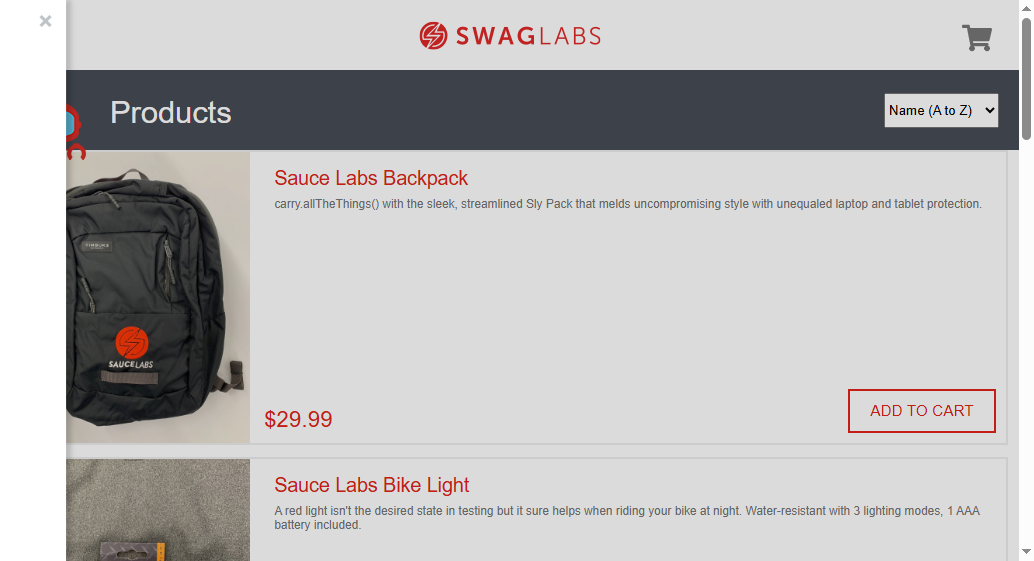 ×
SWAGLABS
Products
Name (A to Z)
Sauce Labs Backpack
carry.allTheThings() with the sleek, streamlined Sly Pack that melds uncompromising style with unequaled laptop and tablet protection.
SAUCELABS
$29.99
ADD TO CART
Sauce Labs Bike Light
A red light isn't the desired state in testing but it sure helps when riding your bike at night. Water-resistant with 3 lighting modes, 1 AAA
battery included.